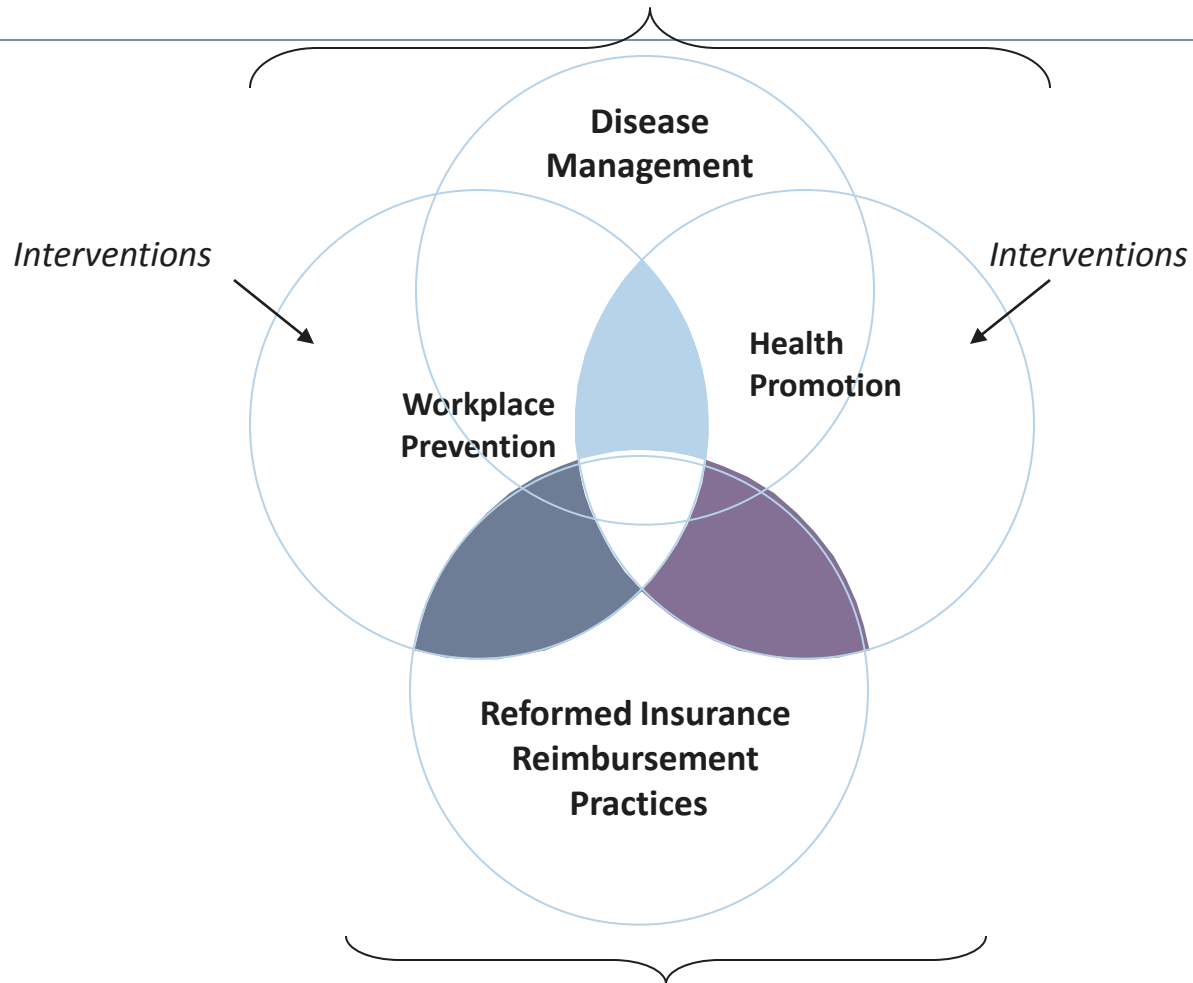 Disease
Management
Interventions
Interventions
Health
Promotion
Workplace
Prevention
Reformed Insurance
Reimbursement
Practices